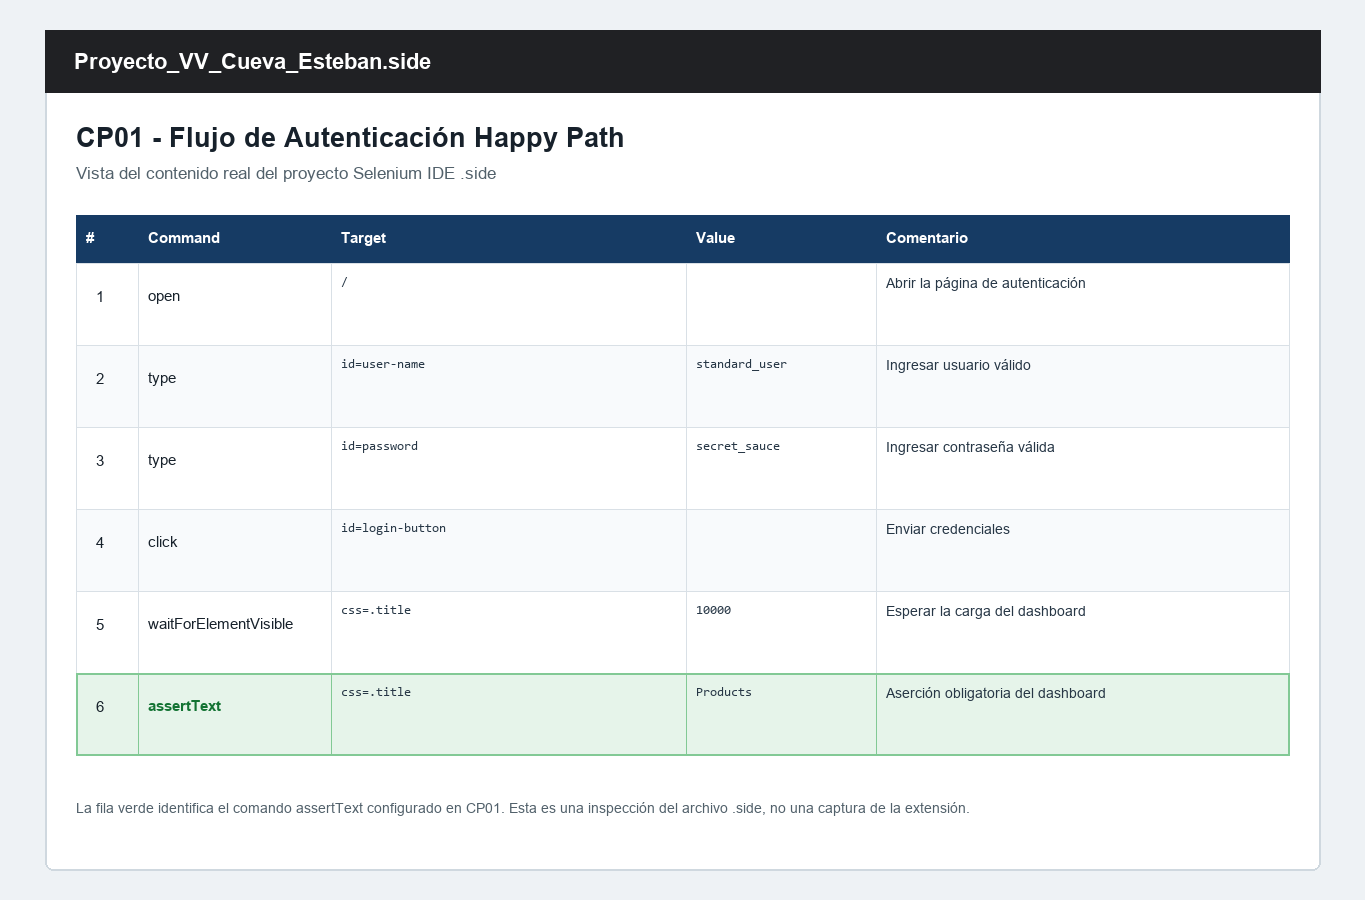 Proyecto_VV_Cueva_Esteban.side
CP01 - Flujo de Autenticación Happy Path
Vista del contenido real del proyecto Selenium IDE .side
# Command Target Value Comentario
1 open / Abrir la página de autenticación
2 type id=user-name standard_user Ingresar usuario válido
3 type id=password secret_sauce Ingresar contraseña válida
4 click id=login-button Enviar credenciales
5 waitForElementVisible css=.title 10000 Esperar la carga del dashboard
6 assertText css=.title Products Aserción obligatoria del dashboard
La fila verde identifica el comando assertText configurado en CP01. Esta es una inspección del archivo .side, no una captura de la extensión.